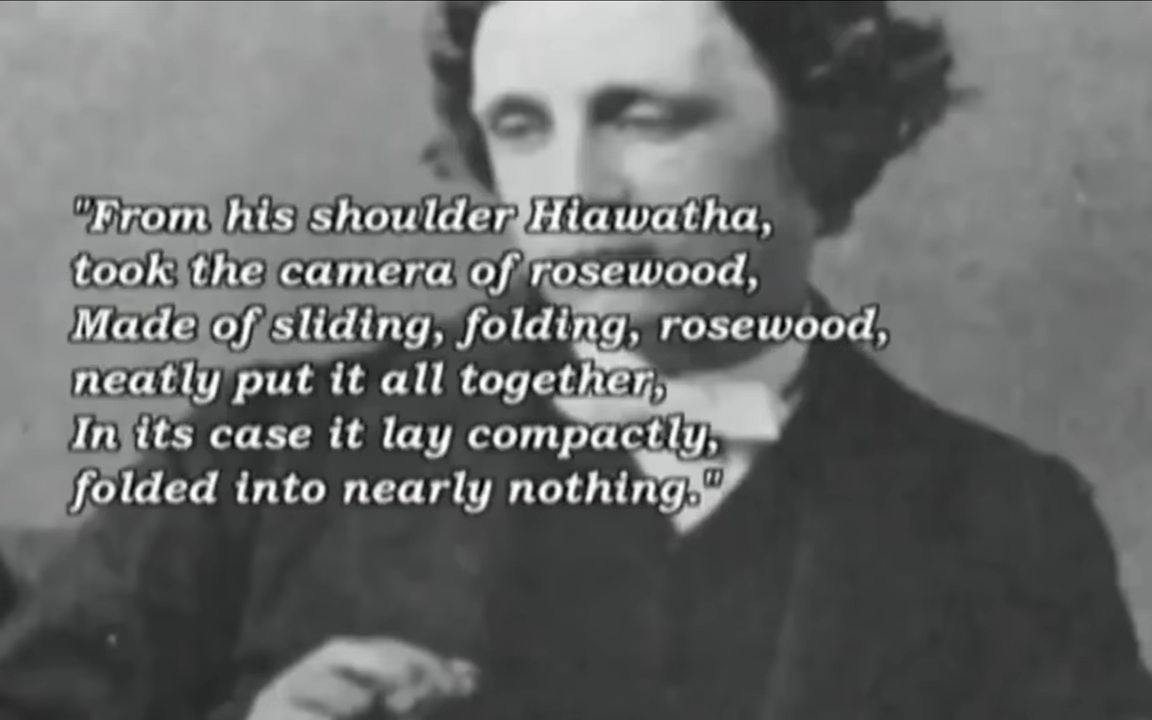 "From his shoulder Hiawatha,
took the camera of rosewood,
Made of sliding, folding, rosewood,
neatly put it all together,
In its case it lay compactly,
folded into nearly nothing."